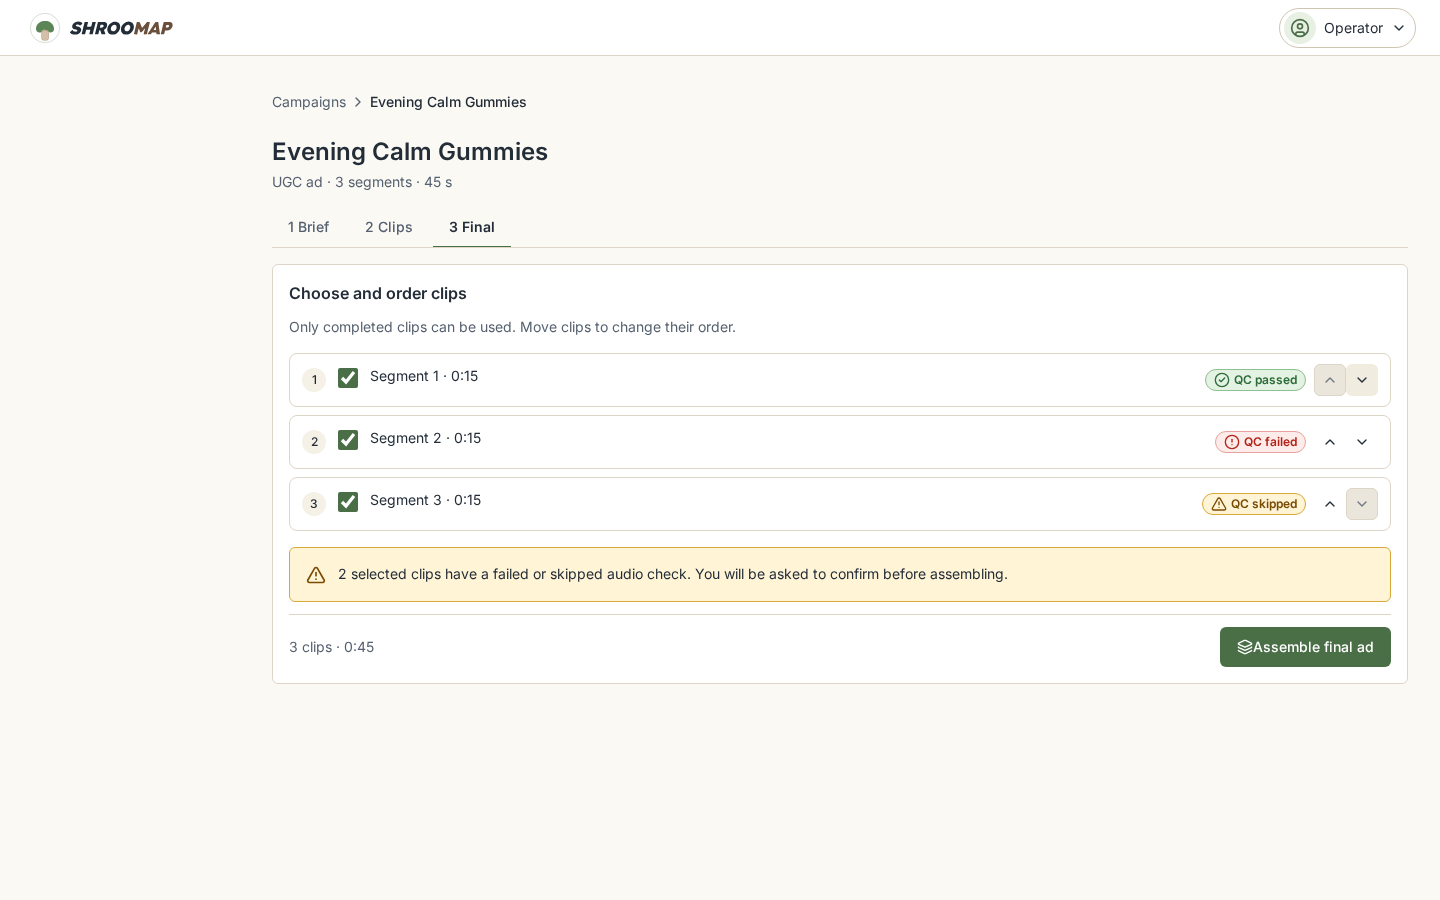 SHROOMAP
Operator
Campaigns
Evening Calm Gummies
Evening Calm Gummies
UGC ad · 3 segments · 45 s
1 Brief
2 Clips
3 Final
Choose and order clips
Only completed clips can be used. Move clips to change their order.
1 Segment 1 · 0:15 QC passed
2 Segment 2 · 0:15 QC failed
3 Segment 3 · 0:15 QC skipped
2 selected clips have a failed or skipped audio check. You will be asked to confirm before assembling.
3 clips · 0:45
Assemble final ad